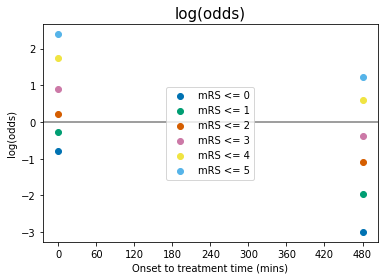 log(odds)
log(odds)
2
1
0
−1
−2
−3
mRS <= 0
mRS <= 1
mRS <= 2
mRS <= 3
mRS <= 4
mRS <= 5
0 60 120 180 240 300 360 420 480
Onset to treatment time (mins)